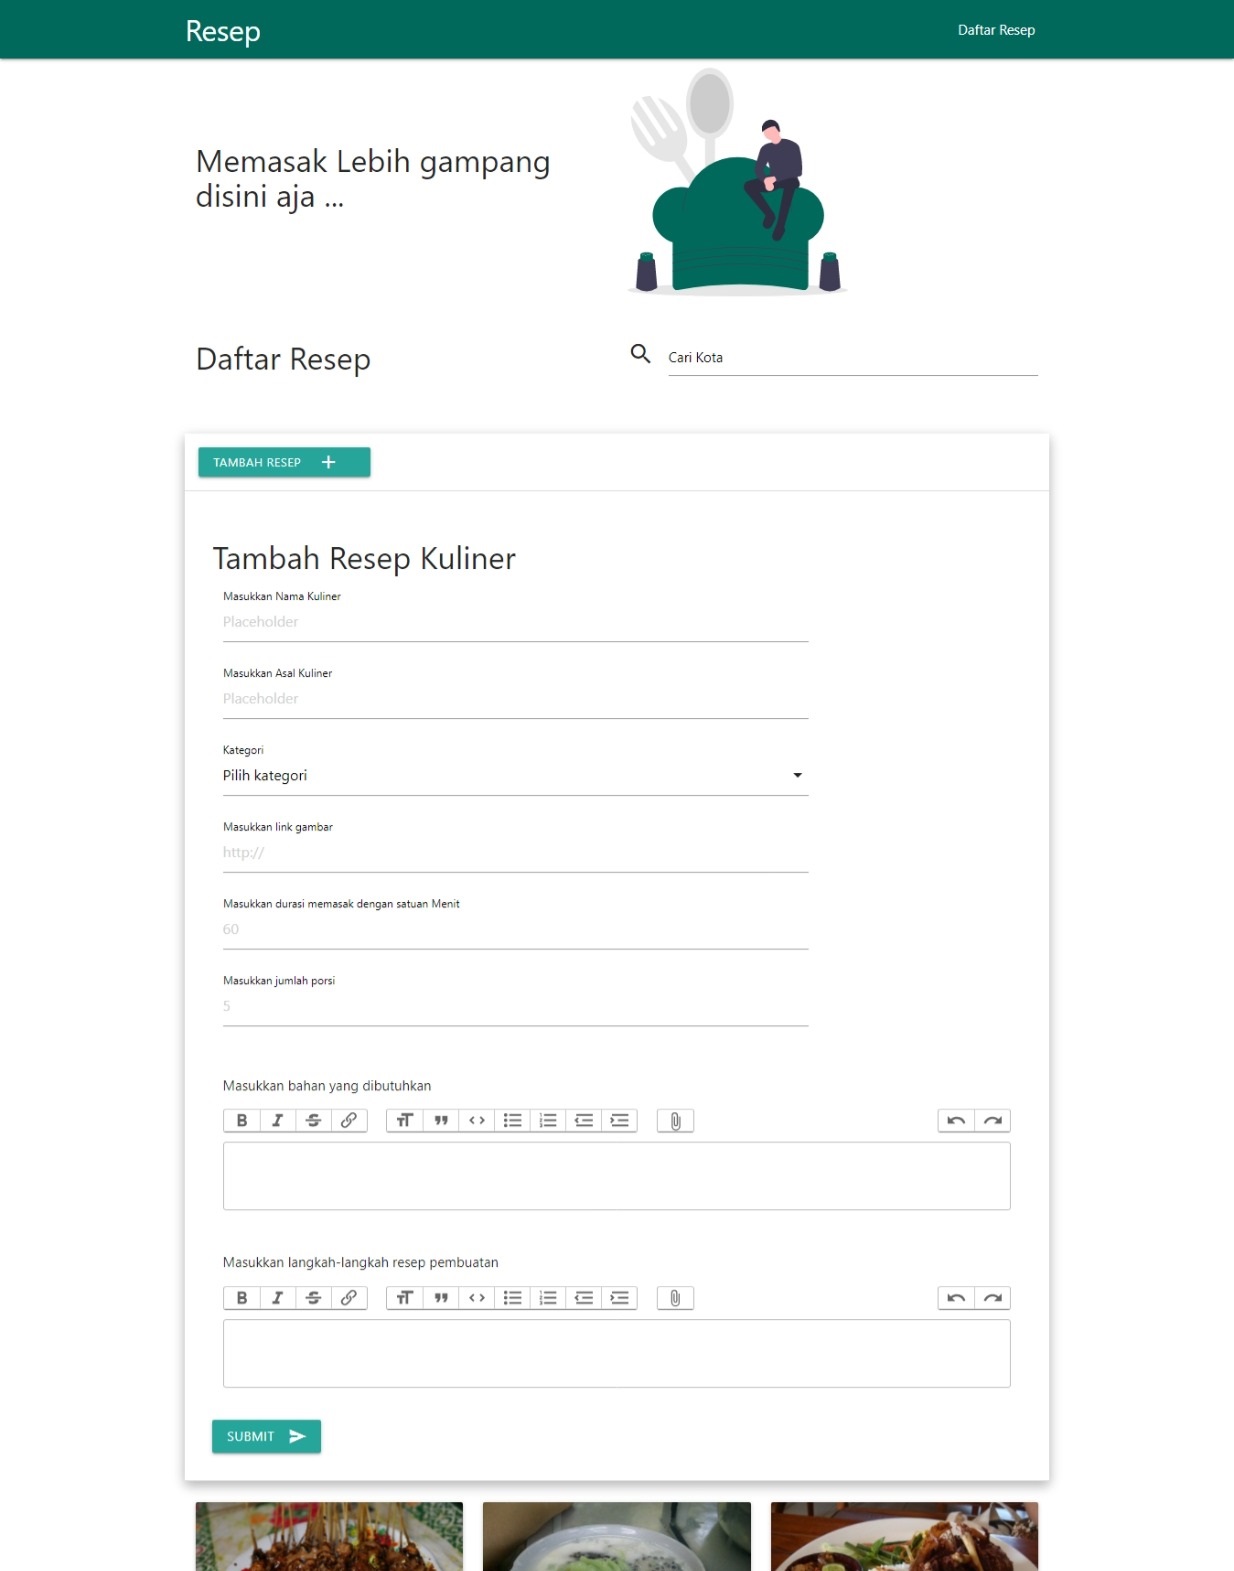 Resep
Daftar Resep
Memasak Lebih gampang
disini aja ...
Daftar Resep
Cari Kota
TAMBAH RESEP
Tambah Resep Kuliner
Masukkan Nama Kuliner
Placeholder
Masukkan Asal Kuliner
Placeholder
Kategori
Pilih kategori
Masukkan link gambar
http://
Masukkan durasi memasak dengan satuan Menit
60
Masukkan jumlah porsi
5
Masukkan bahan yang dibutuhkan
Masukkan langkah-langkah resep pembuatan
SUBMIT